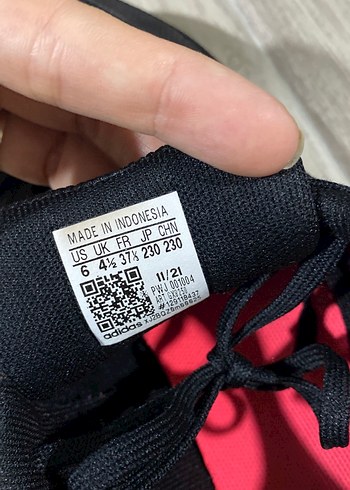 MADE IN INDONESIA
US UK FR JP CHN
6 4½ 37⅓ 230 230
11/21
PWJ 001004
#129118437
adidas